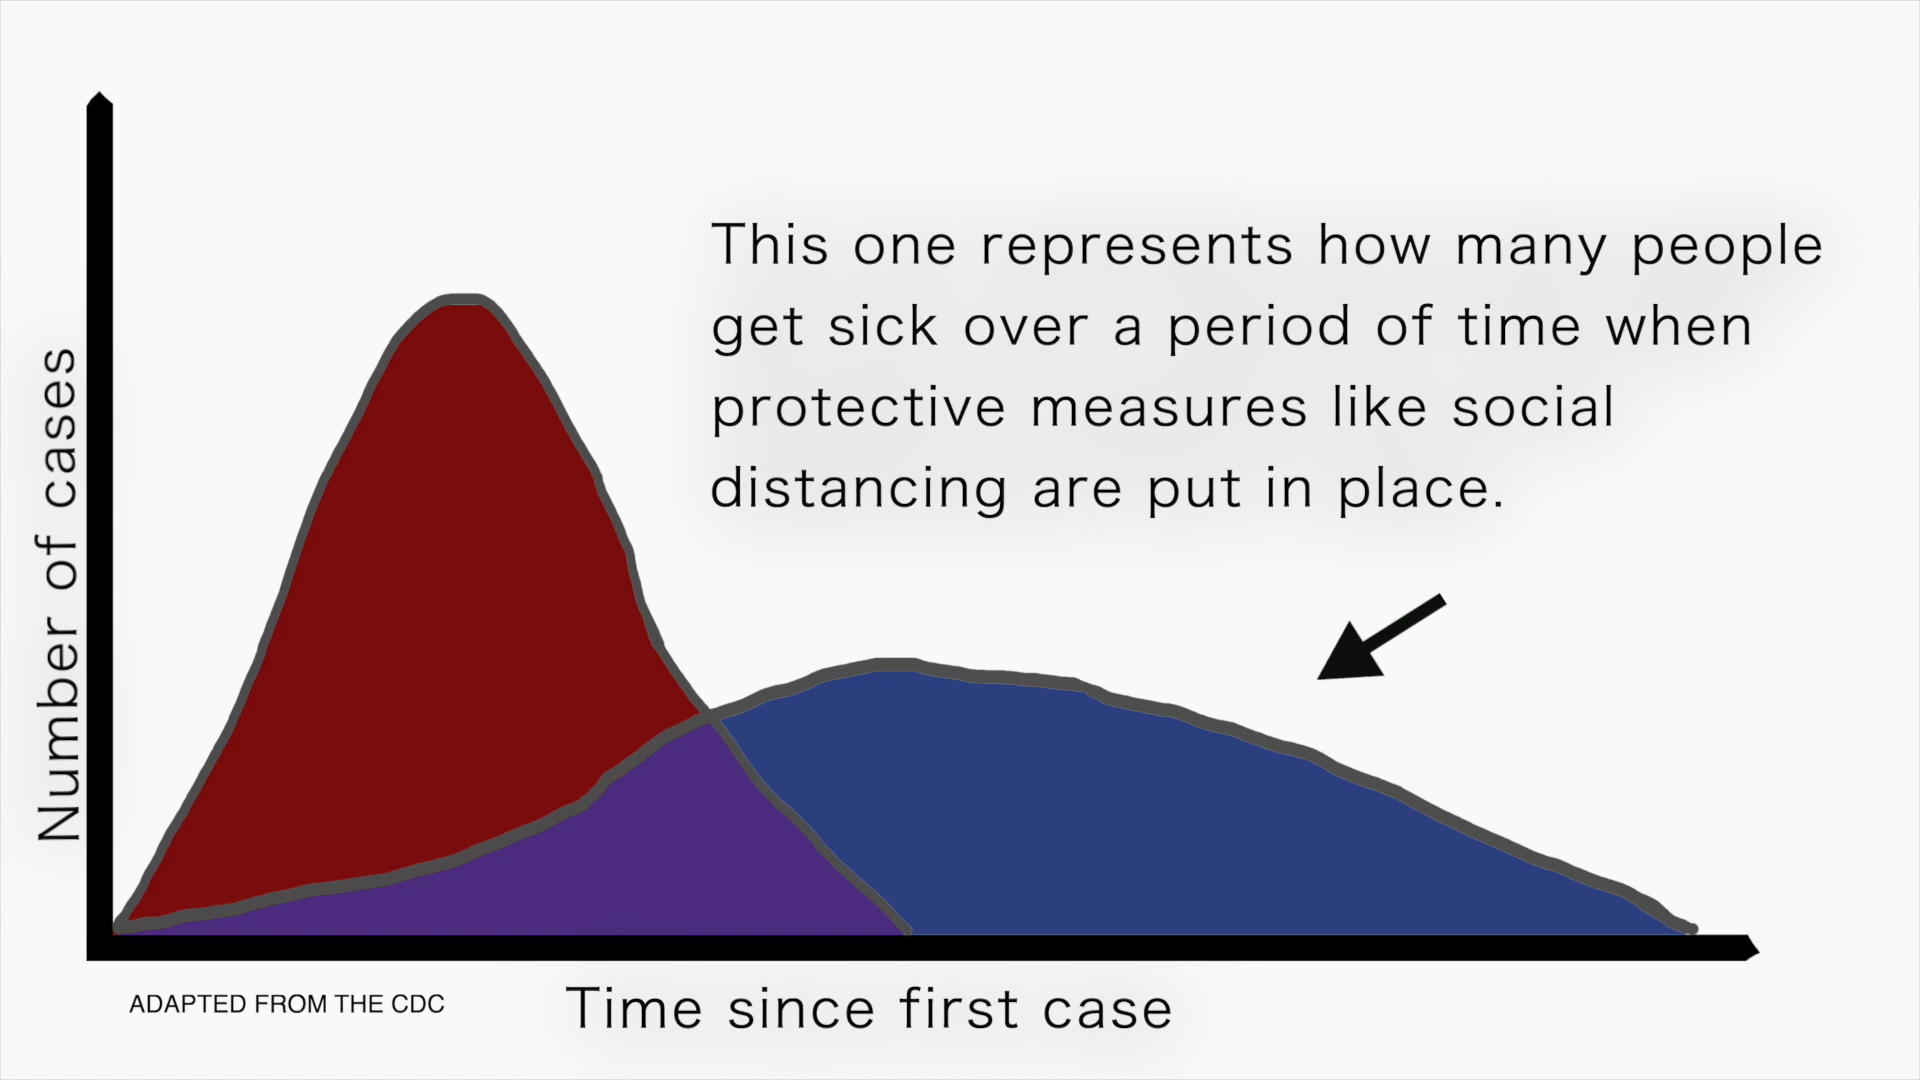 This one represents how many people
get sick over a period of time when
protective measures like social
distancing are put in place.
Number of cases
Time since first case
ADAPTED FROM THE CDC